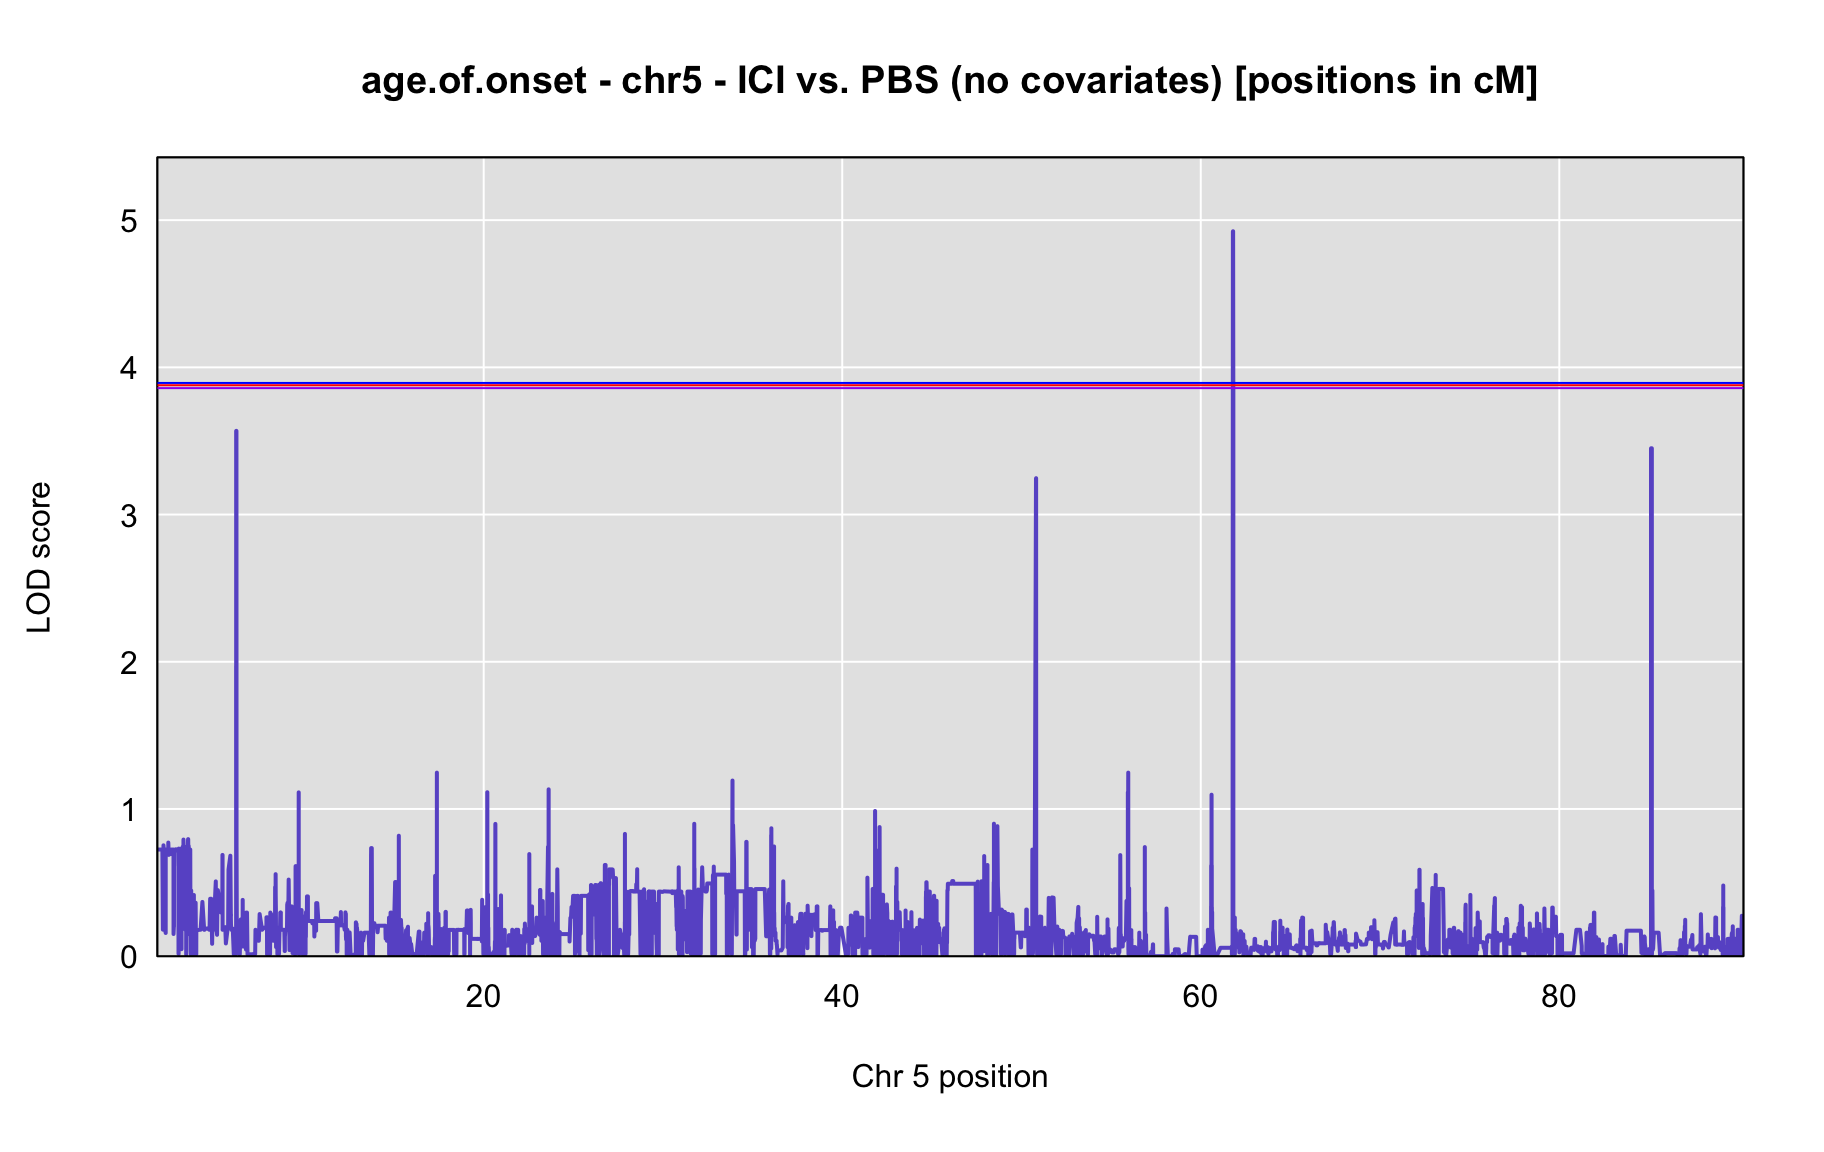 age.of.onset - chr5 - ICI vs. PBS (no covariates) [positions in cM]
5
4
3
2
1
0
LOD score
20 40 60 80
Chr 5 position